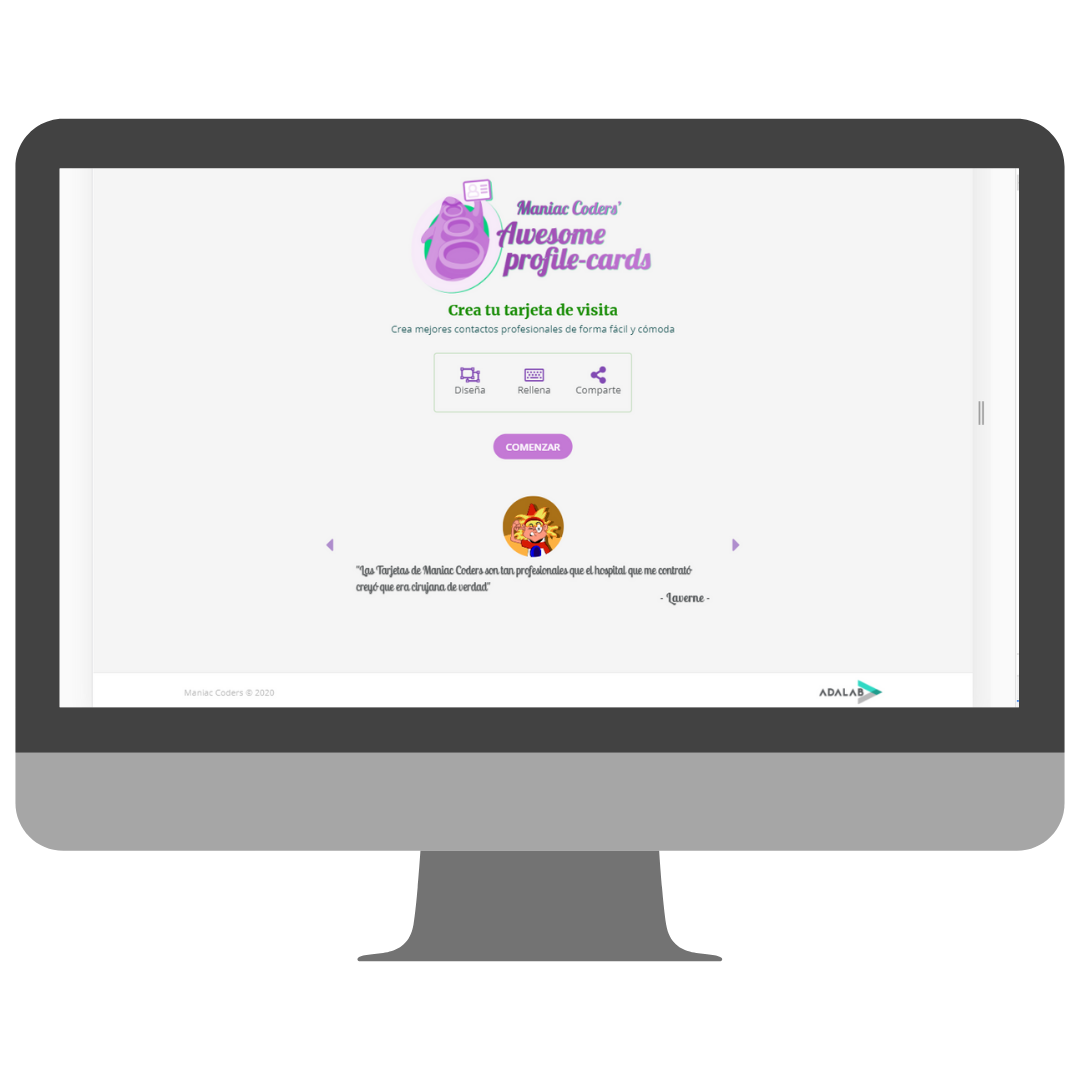 Maniac Coders'
Awesome
profile-cards
Crea tu tarjeta de visita
Crea mejores contactos profesionales de forma fácil y cómoda
Diseña Rellena Comparte
COMENZAR
"Las Tarjetas de Maniac Coders son tan profesionales que el hospital que me contrató
creyó que era cirujana de verdad"
- Laverne -
Maniac Coders © 2020
ADALAB